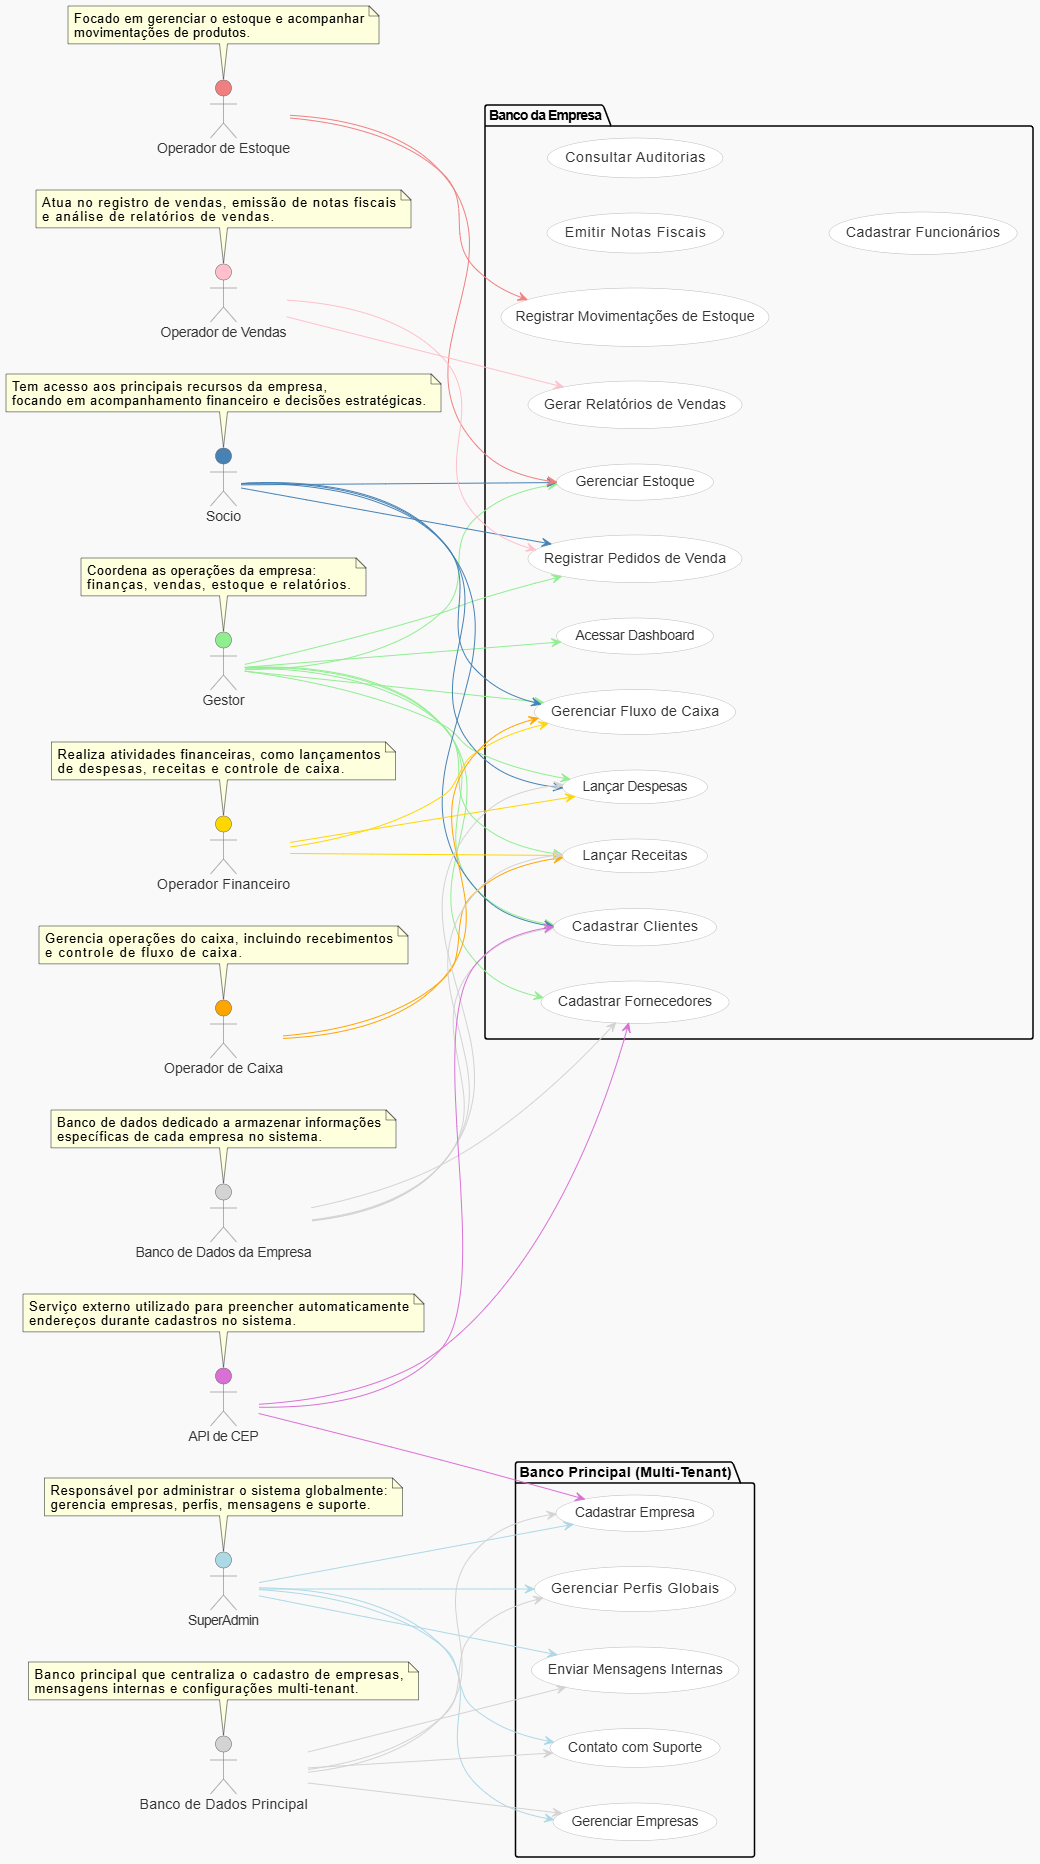 Focado em gerenciar o estoque e acompanhar
movimentações de produtos.
Operador de Estoque
Atua no registro de vendas, emissão de notas fiscais
e análise de relatórios de vendas.
Operador de Vendas
Tem acesso aos principais recursos da empresa,
focando em acompanhamento financeiro e decisões estratégicas.
Socio
Coordena as operações da empresa:
finanças, vendas, estoque e relatórios.
Gestor
Realiza atividades financeiras, como lançamentos
de despesas, receitas e controle de caixa.
Operador Financeiro
Gerencia operações do caixa, incluindo recebimentos
e controle de fluxo de caixa.
Operador de Caixa
Banco de dados dedicado a armazenar informações
específicas de cada empresa no sistema.
Banco de Dados da Empresa
Serviço externo utilizado para preencher automaticamente
endereços durante cadastros no sistema.
API de CEP
Responsável por administrar o sistema globalmente:
gerencia empresas, perfis, mensagens e suporte.
SuperAdmin
Banco principal que centraliza o cadastro de empresas,
mensagens internas e configurações multi-tenant.
Banco de Dados Principal
Banco da Empresa
Consultar Auditorias
Emitir Notas Fiscais
Cadastrar Funcionários
Registrar Movimentações de Estoque
Gerar Relatórios de Vendas
Gerenciar Estoque
Registrar Pedidos de Venda
Acessar Dashboard
Gerenciar Fluxo de Caixa
Lançar Despesas
Lançar Receitas
Cadastrar Clientes
Cadastrar Fornecedores
Banco Principal (Multi-Tenant)
Cadastrar Empresa
Gerenciar Perfis Globais
Enviar Mensagens Internas
Contato com Suporte
Gerenciar Empresas